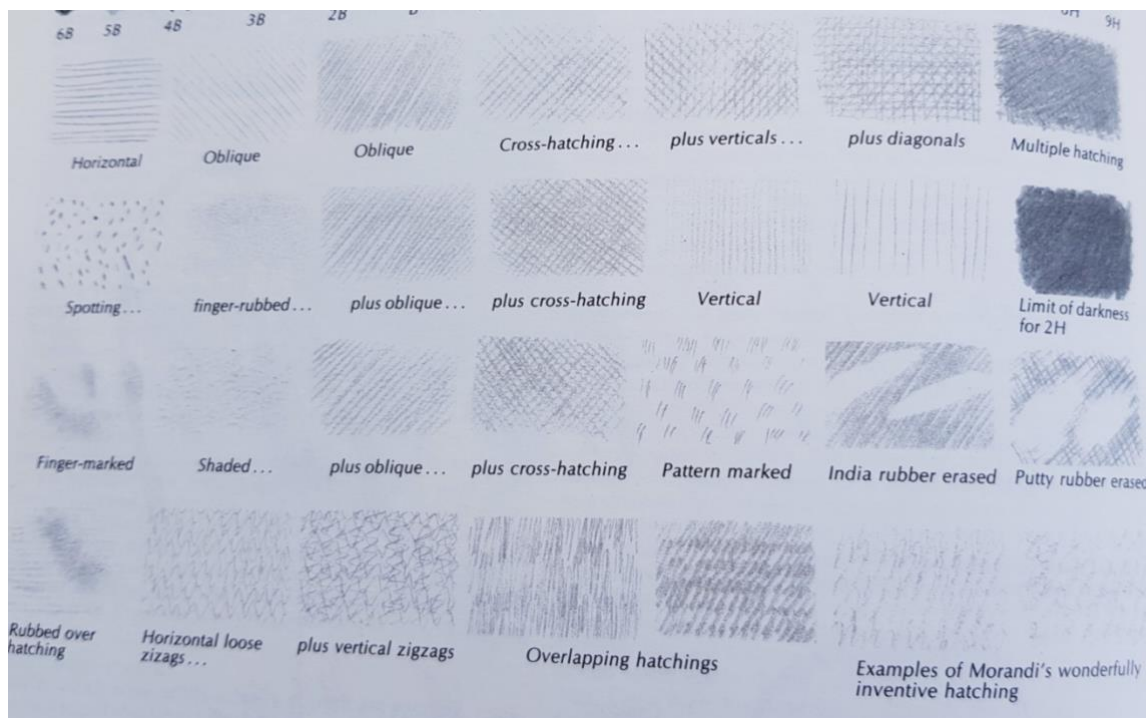 6B 5B 4B 3B 2B 9H
Horizontal Oblique Oblique Cross-hatching... plus verticals... plus diagonals Multiple hatching
Spotting... finger-rubbed... plus oblique... plus cross-hatching Vertical Vertical Limit of darkness
for 2H
Finger-marked Shaded... plus oblique... plus cross-hatching Pattern marked India rubber erased Putty rubber erased
Rubbed over
hatching
Horizontal loose
zizags...
plus vertical zigzags
Overlapping hatchings
Examples of Morandi's wonderfully
inventive hatching